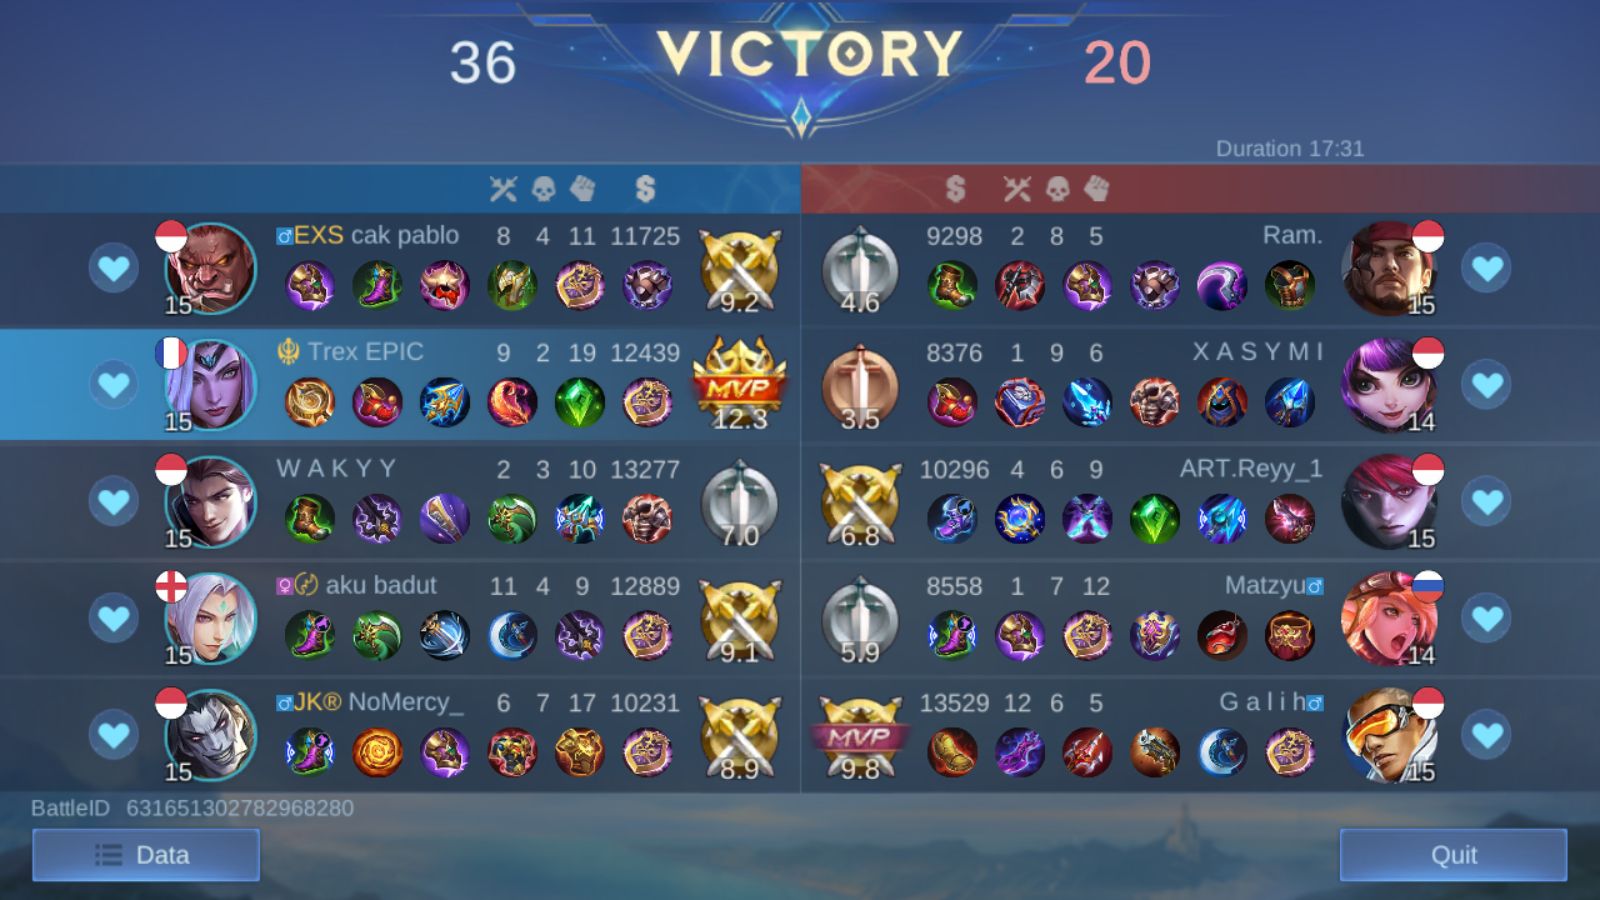 36 VICTORY 20
Duration 17:31
EXS cak pablo 8 4 11 11725
15 9.2
9298 2 8 5 Ram.
4.6 15
Trex EPIC 9 2 19 12439
15 MVP 12.3
8376 1 9 6 X A S Y M I
3.5 14
W A K Y Y 2 3 10 13277
15 7.0
10296 4 6 9 ART.Reyy_1
6.8 15
aku badut 11 4 9 12889
15 9.1
8558 1 7 12 Matzyu
5.9 14
JK® NoMercy_ 6 7 17 10231
15 8.9
13529 12 6 5 G a l i h
MVP 9.8 15
BattleID 631651302782968280
Data
Quit